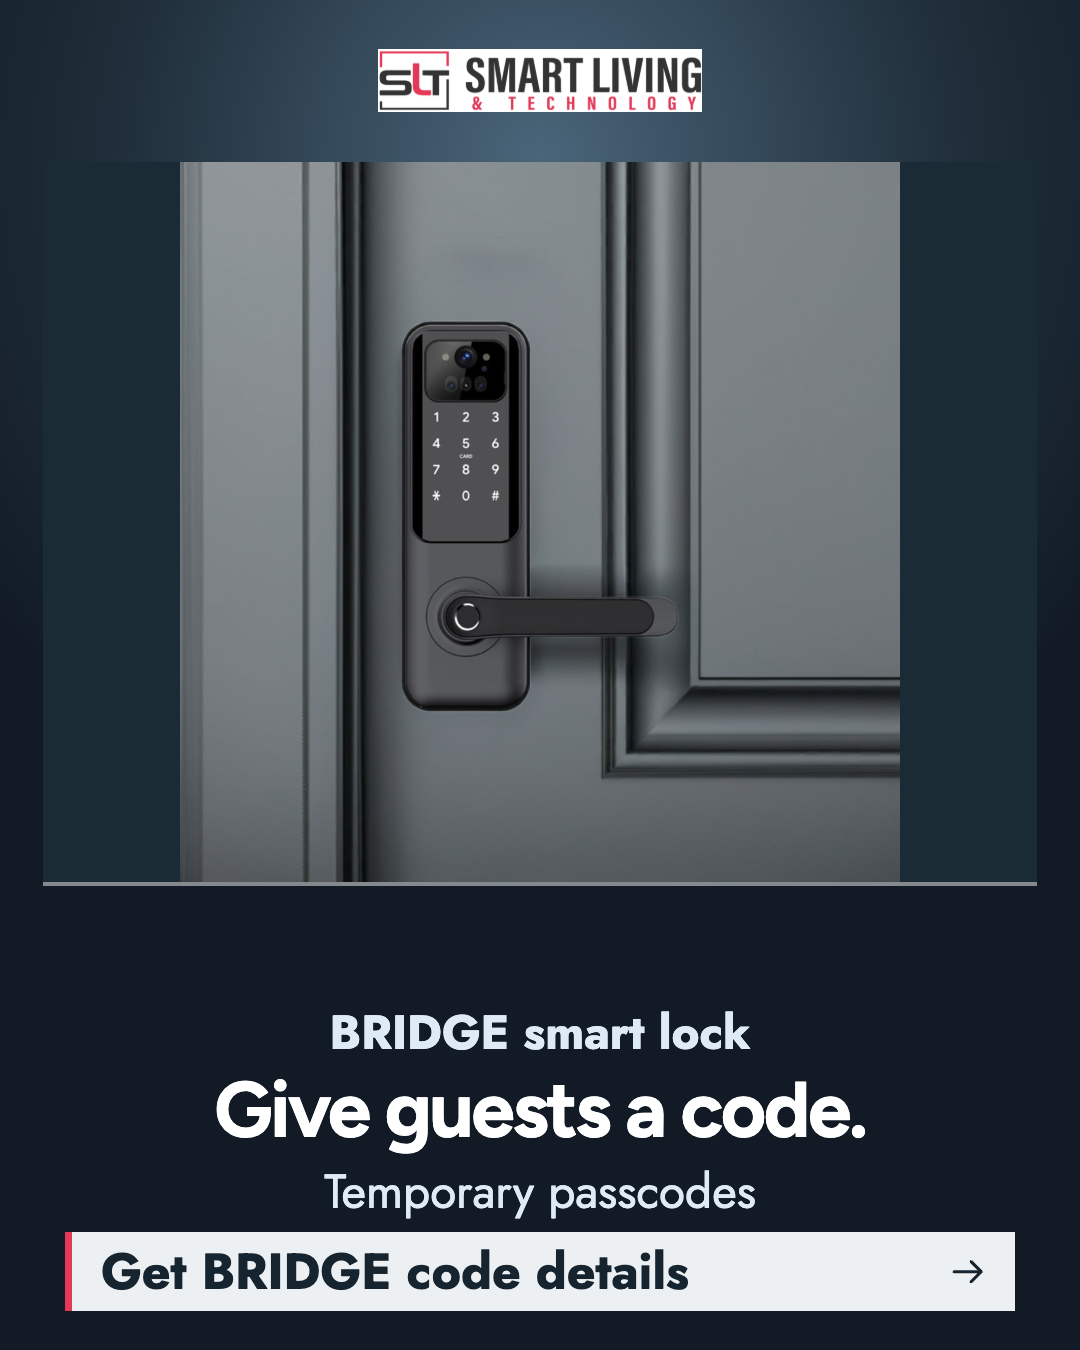 SLT SMART LIVING
& TECHNOLOGY
1 2 3
4 5 6
CARD
7 8 9
* 0 #
BRIDGE smart lock
Give guests a code.
Temporary passcodes
Get BRIDGE code details →